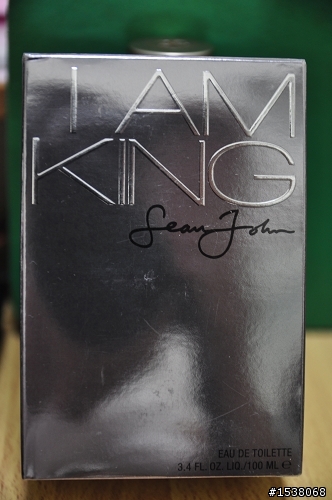 I AM
KING
Sean John
EAU DE TOILETTE
3.4 FL. OZ. LIQ./100 ML ℮
#1538068